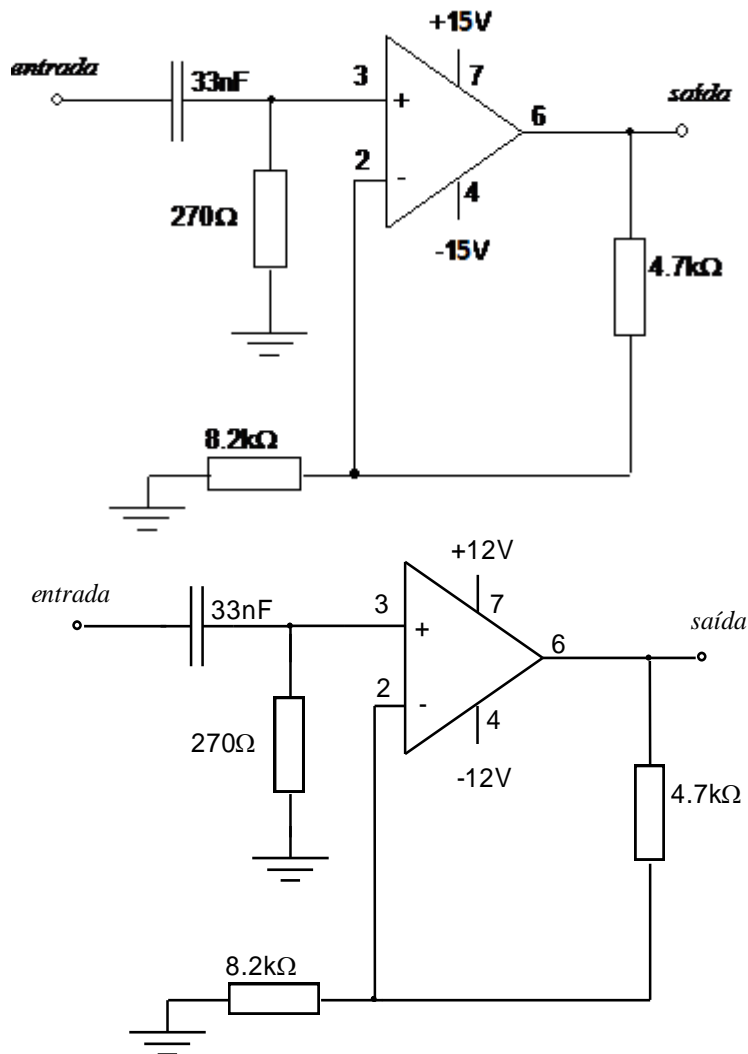 +15V
entrada
33nF
3
7
saída
+
6
2
-
4
270Ω
-15V
4.7kΩ
8.2kΩ
+12V
entrada
33nF
3
7
saída
+
6
2
-
4
270Ω
-12V
4.7kΩ
8.2kΩ